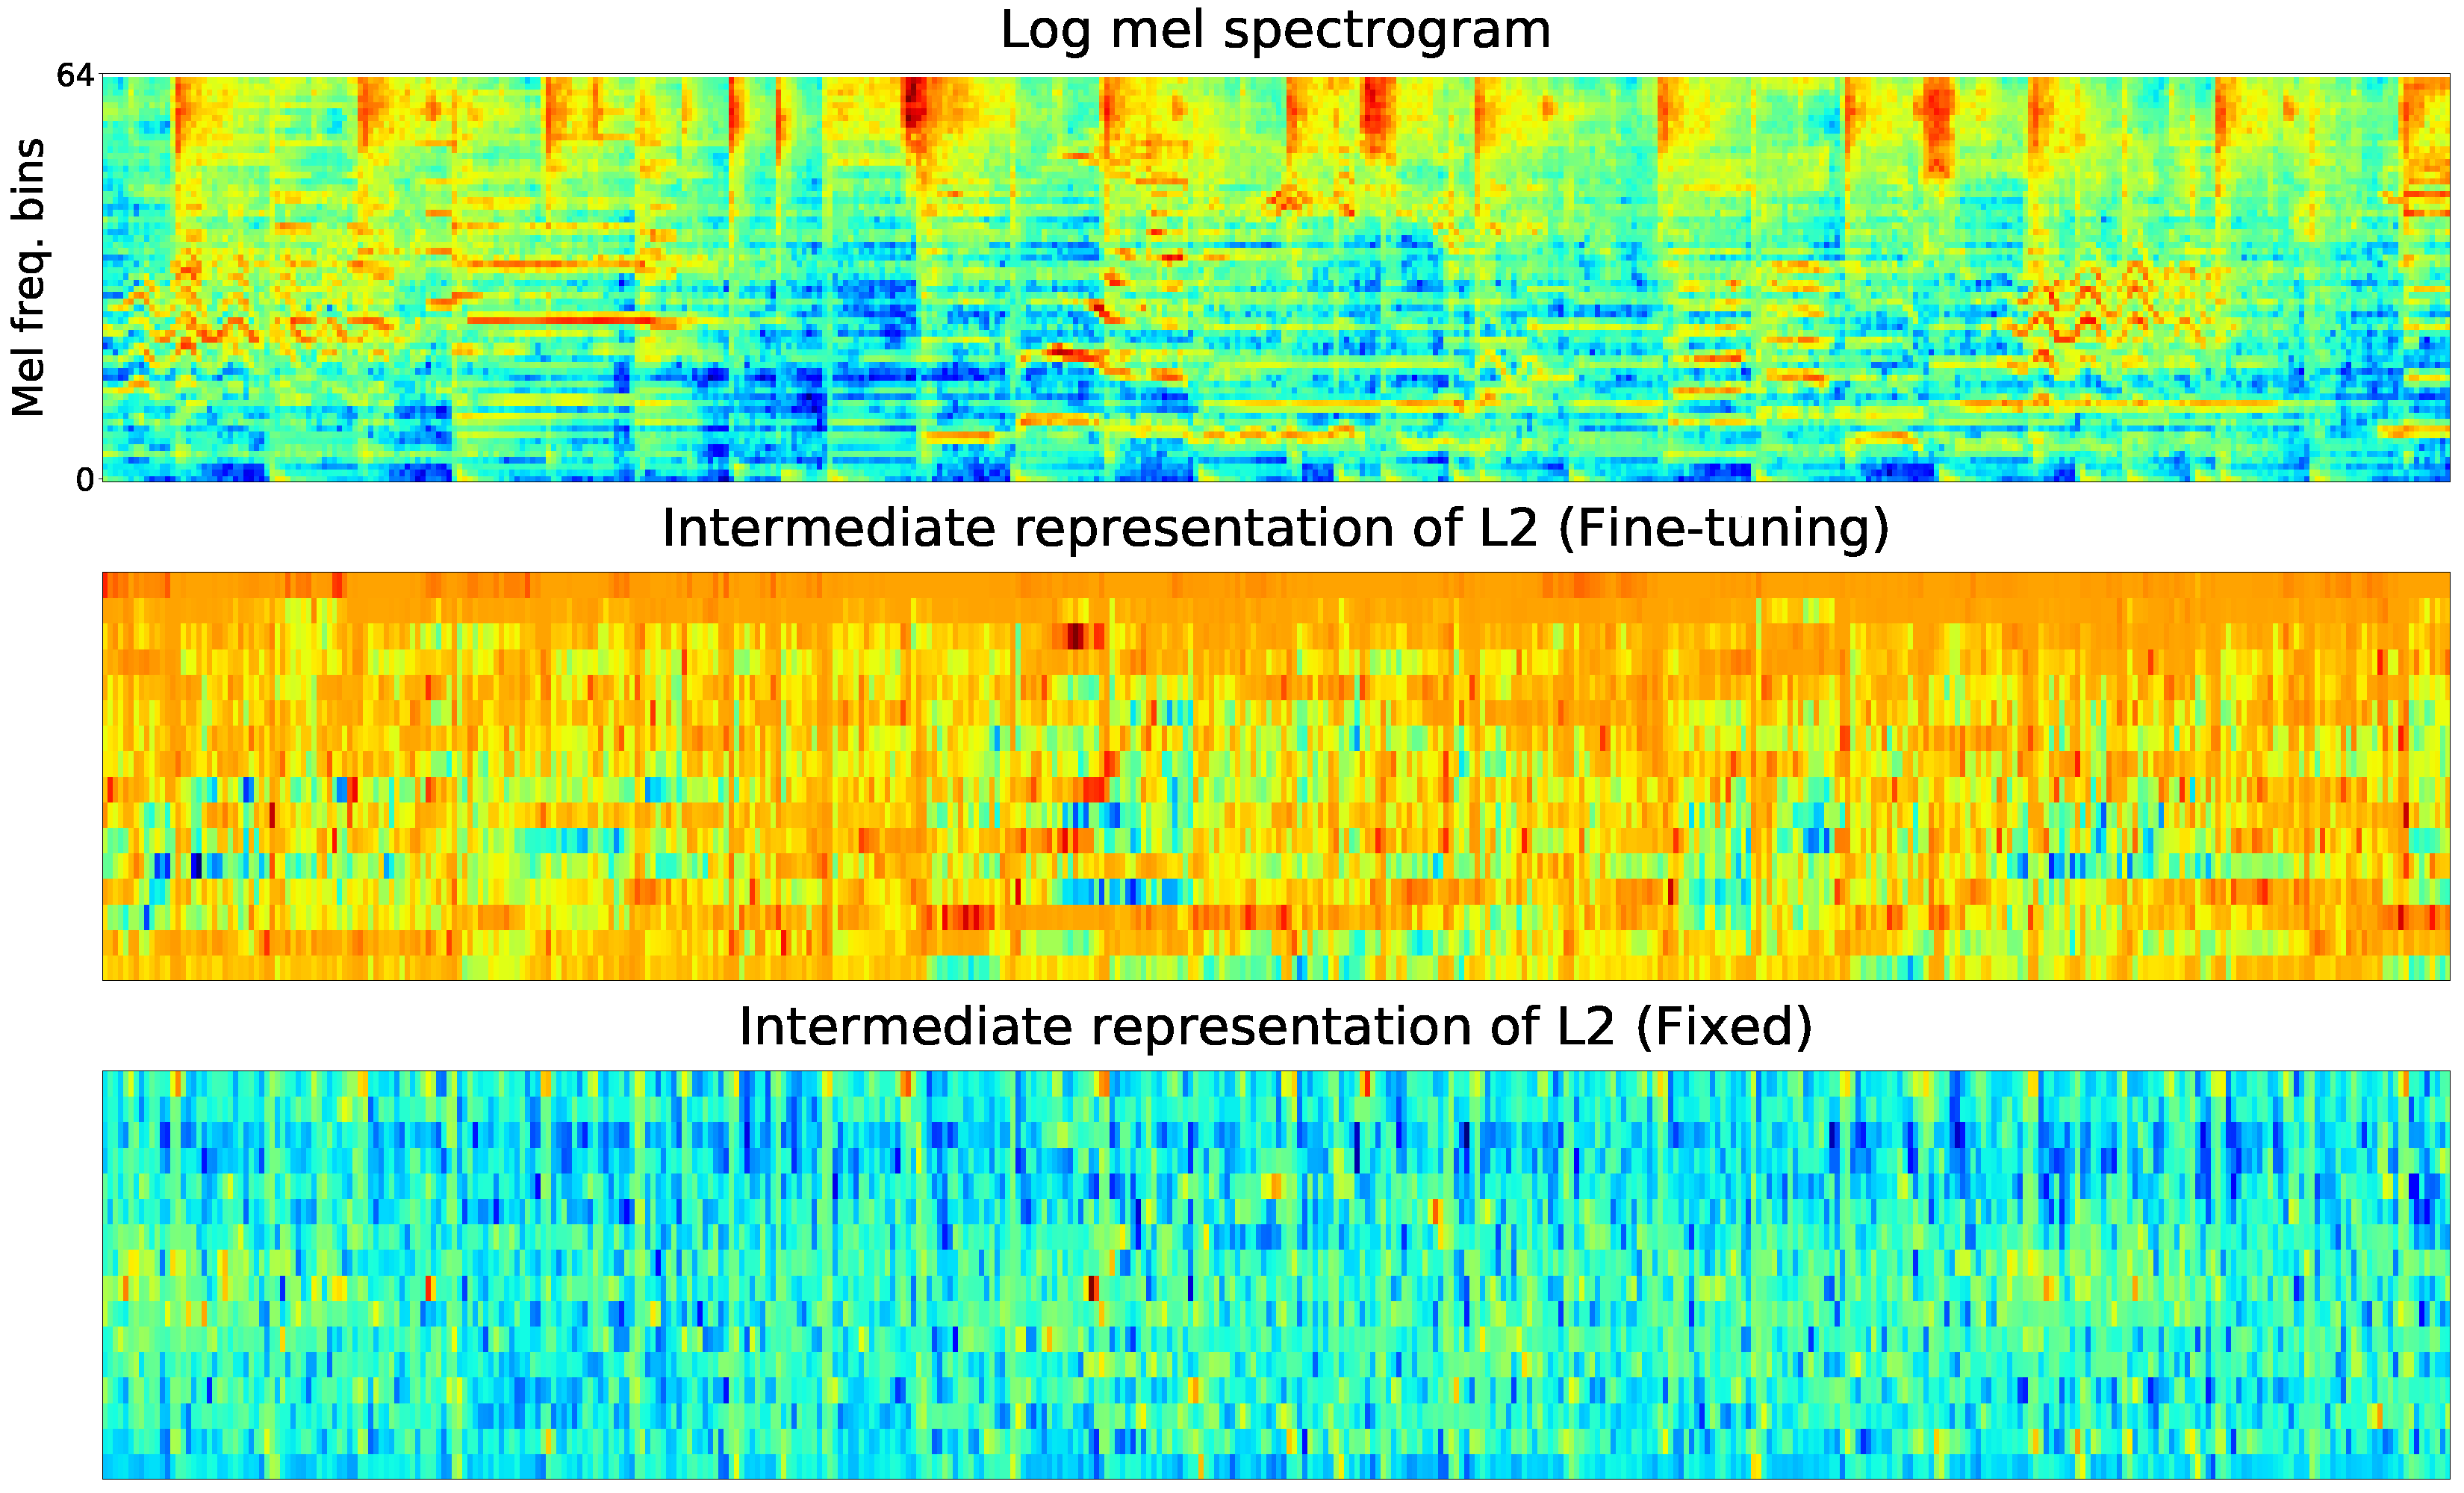 Log mel spectrogram
64
Mel freq. bins
0
Intermediate representation of L2 (Fine-tuning)
Intermediate representation of L2 (Fixed)